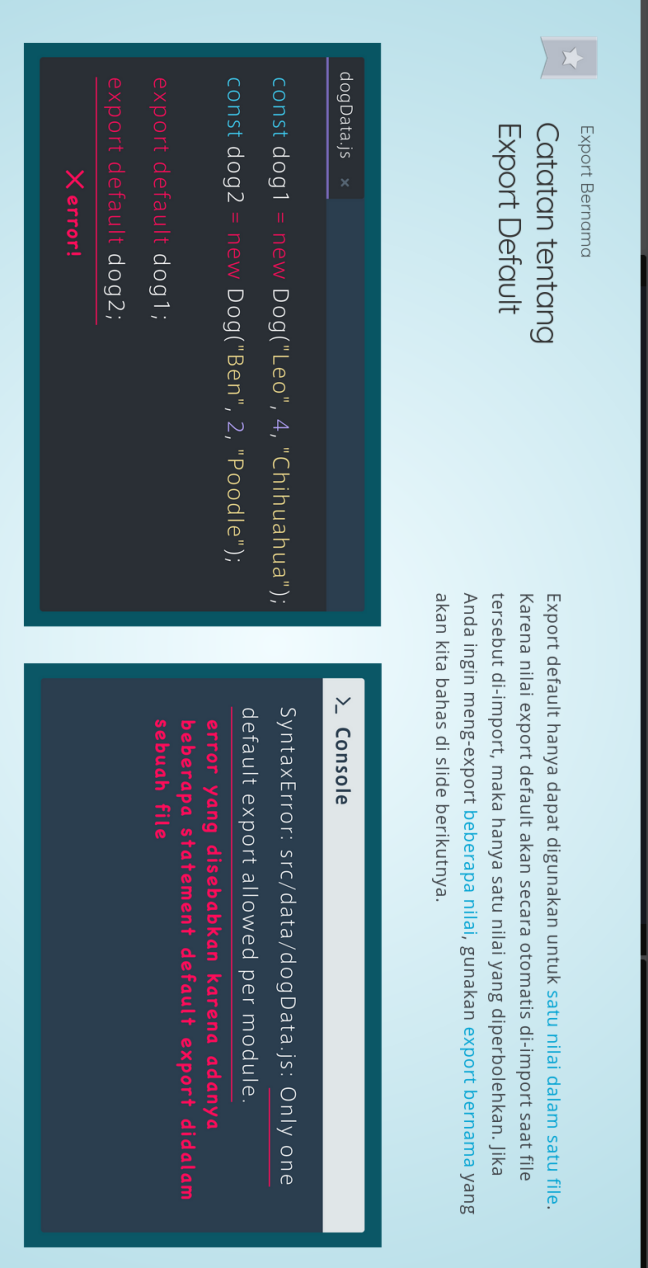 Export Bernama
Catatan tentang
Export Default
Export default hanya dapat digunakan untuk satu nilai dalam satu file.
Karena nilai export default akan secara otomatis di-import saat file
tersebut di-import, maka hanya satu nilai yang diperbolehkan. Jika
Anda ingin meng-export beberapa nilai, gunakan export bernama yang
akan kita bahas di slide berikutnya.
dogData.js ×
const dog1 = new Dog("Leo", 4, "Chihuahua");
const dog2 = new Dog("Ben", 2, "Poodle");
export default dog1;
export default dog2;
× error!
>_ Console
SyntaxError: src/data/dogData.js: Only one
default export allowed per module.
error yang disebabkan karena adanya
beberapa statement default export didalam
sebuah file